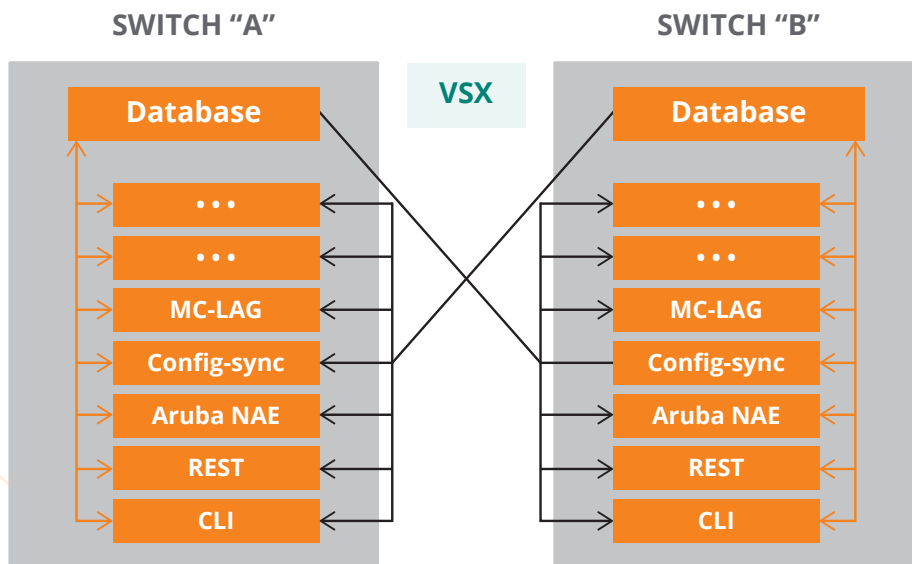 SWITCH “A”
SWITCH “B”
VSX
Database
...
...
MC-LAG
Config-sync
Aruba NAE
REST
CLI
Database
...
...
MC-LAG
Config-sync
Aruba NAE
REST
CLI